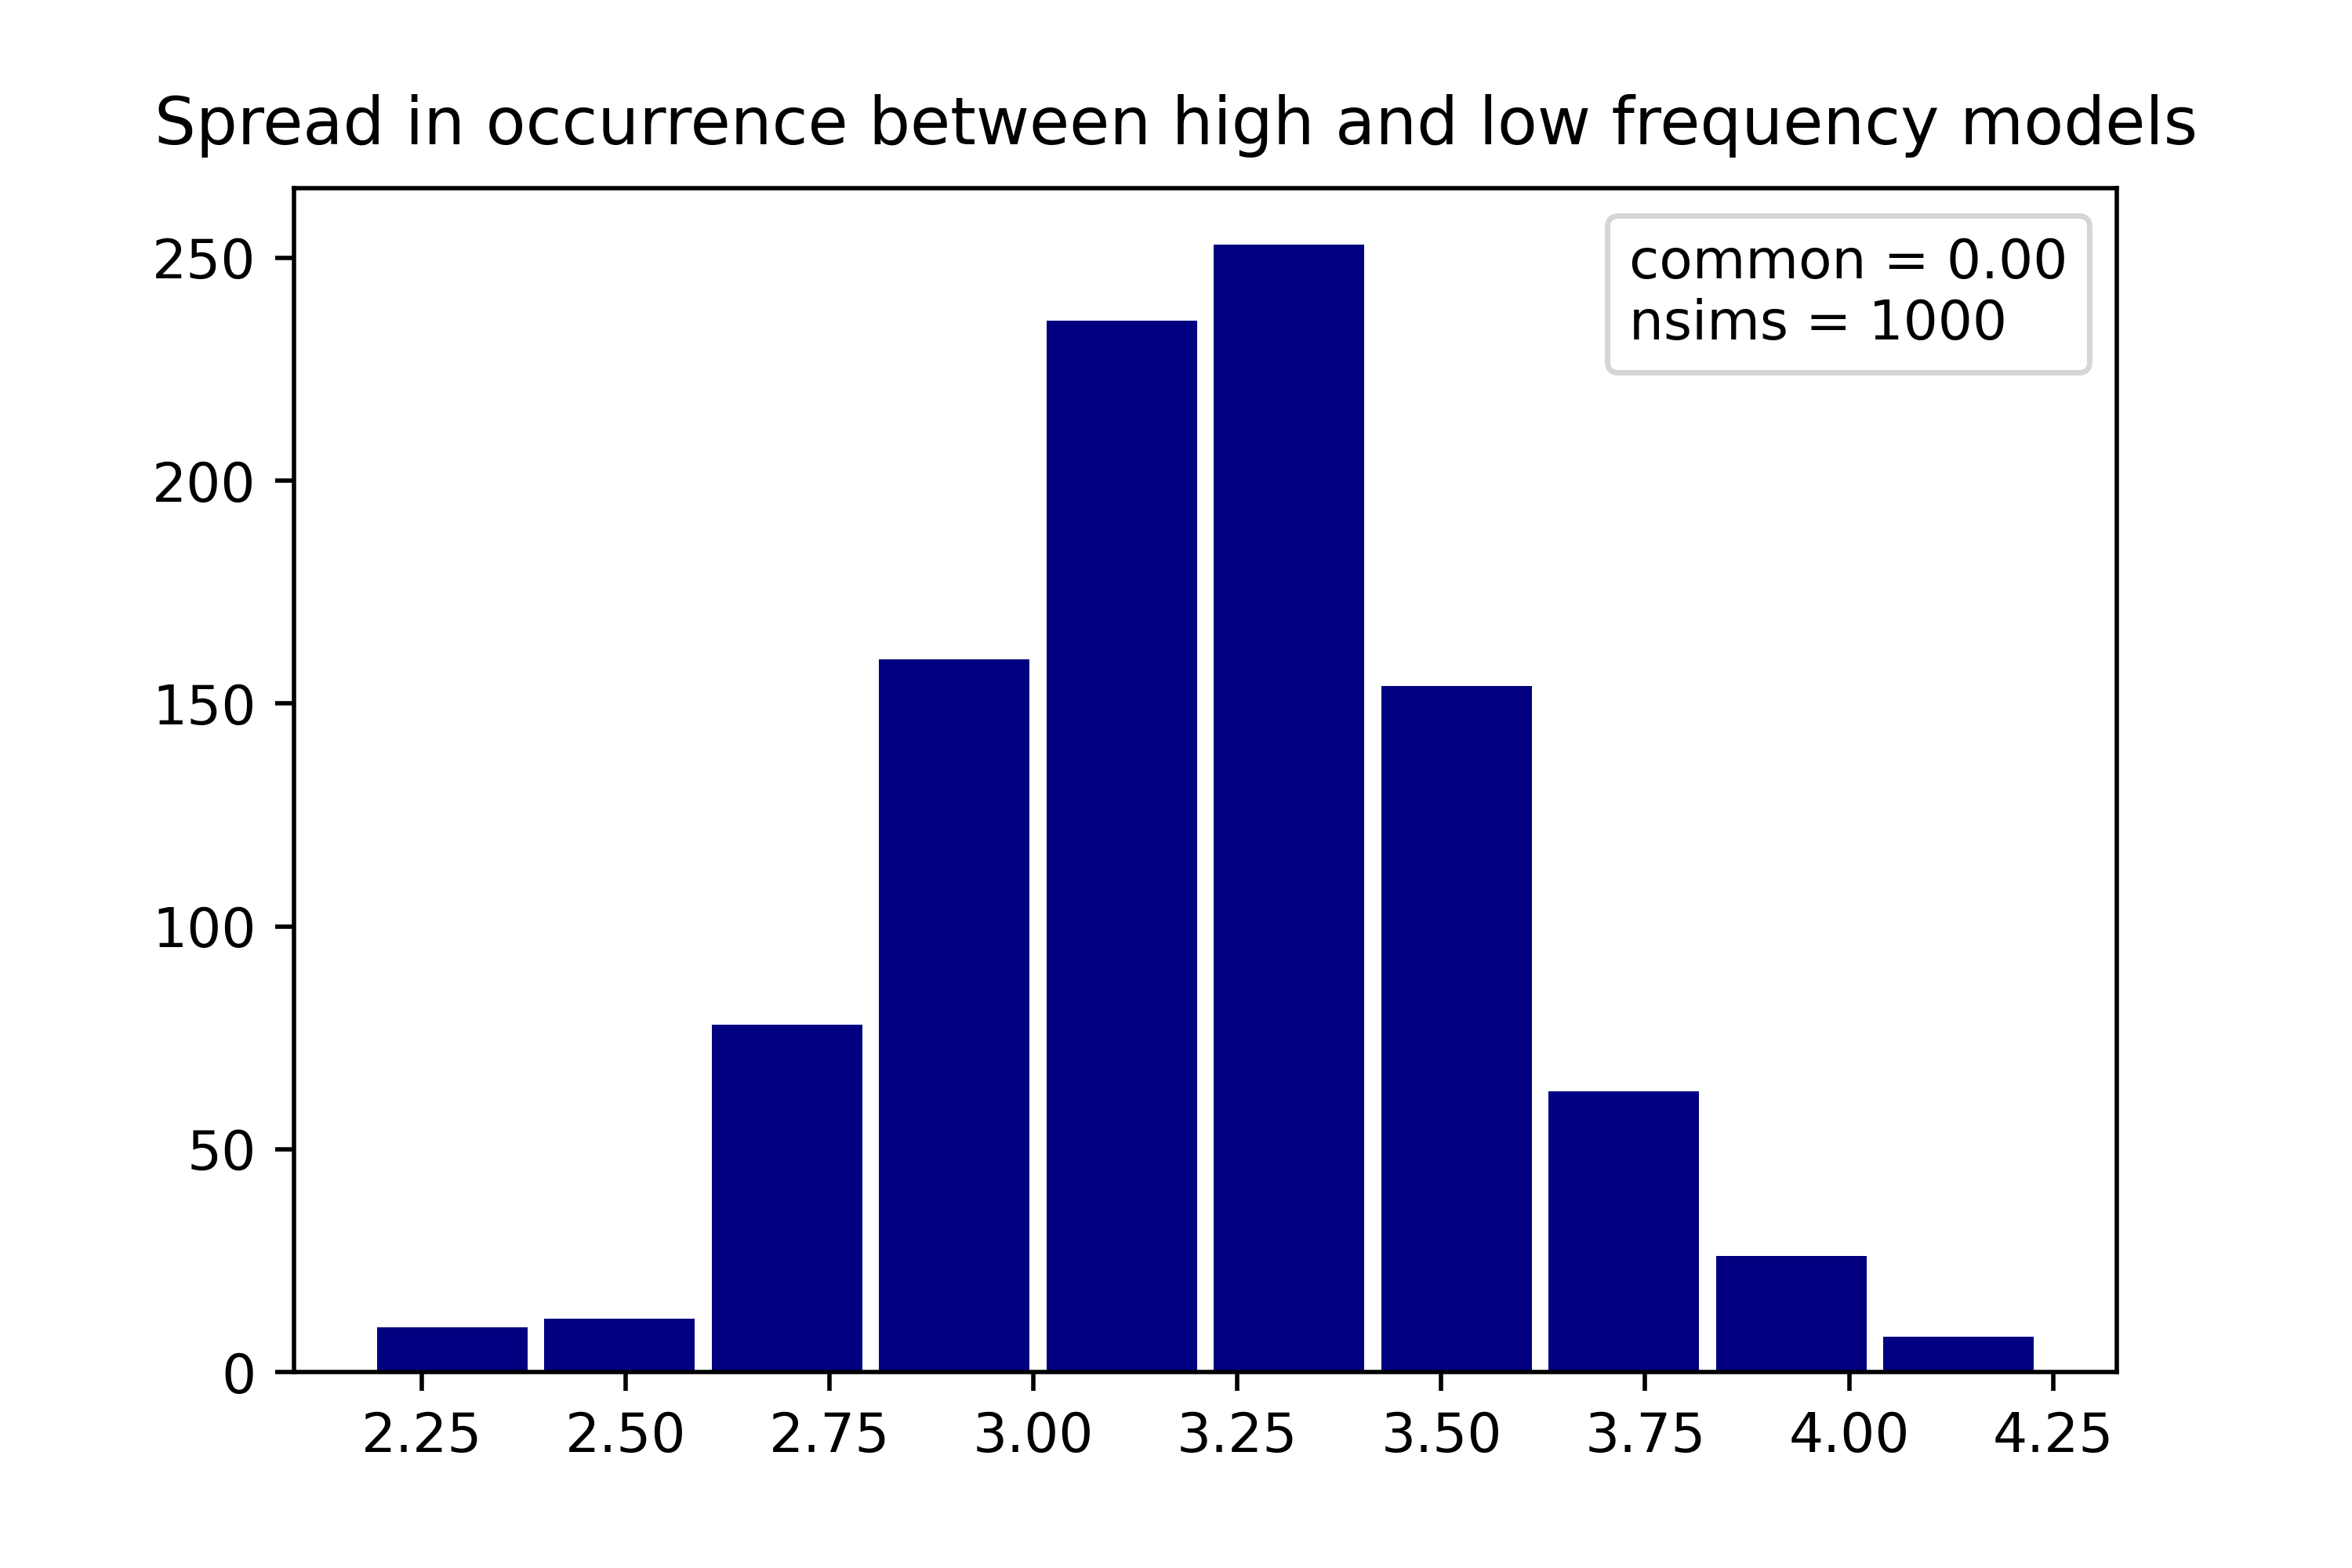 Spread in occurrence between high and low frequency models
common = 0.00
nsims = 1000
250
200
150
100
50
0
2.25 2.50 2.75 3.00 3.25 3.50 3.75 4.00 4.25